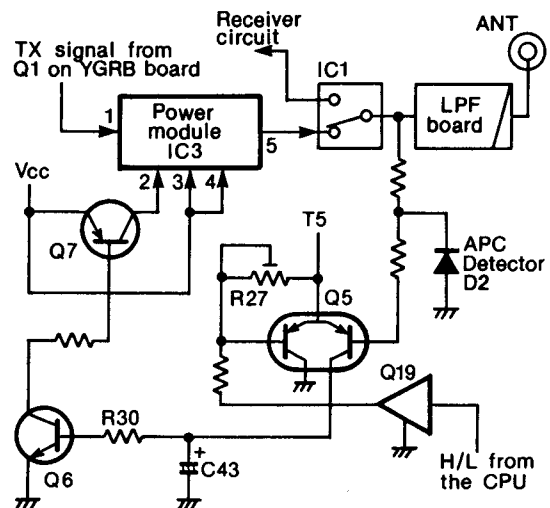 Receiver
circuit
ANT
TX signal from
Q1 on YGRB board
IC1
LPF
board
1
Power
module
IC3
5
Vcc
2
3
4
Q7
T5
APC
Detector
D2
R27
Q5
Q19
R30
+
C43
Q6
H/L from
the CPU